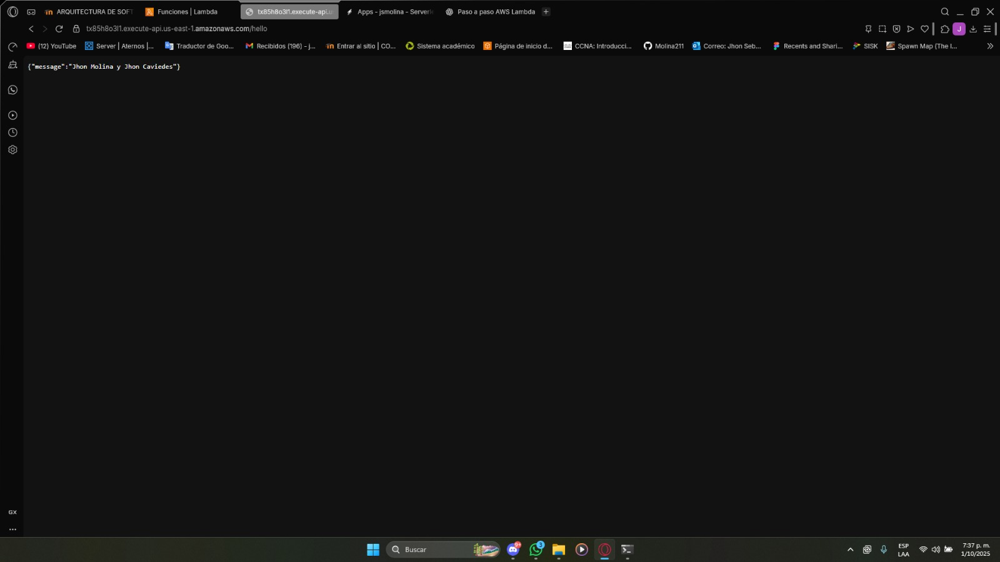 ARQUITECTURA DE SOFT
Funciones | Lambda
tx85h8o3l1.execute-api.u
Apps - jsmolina - Serverle
Paso a paso AWS Lambda
tx85h8o3l1.execute-api.us-east-1.amazonaws.com/hello
J
(12) YouTube
Server | Aternos |...
Traductor de Goo...
Recibidos (196) - j...
Entrar al sitio | CO...
Sistema académico
Página de inicio d...
CCNA: Introducci...
Molina211
Correo: Jhon Seb...
Recents and Shari...
SISK
Spawn Map (The I...
{"message":"Jhon Molina y Jhon Caviedes"}
GX
Buscar
9+
3
ESP
LAA
7:37 p. m.
1/10/2025